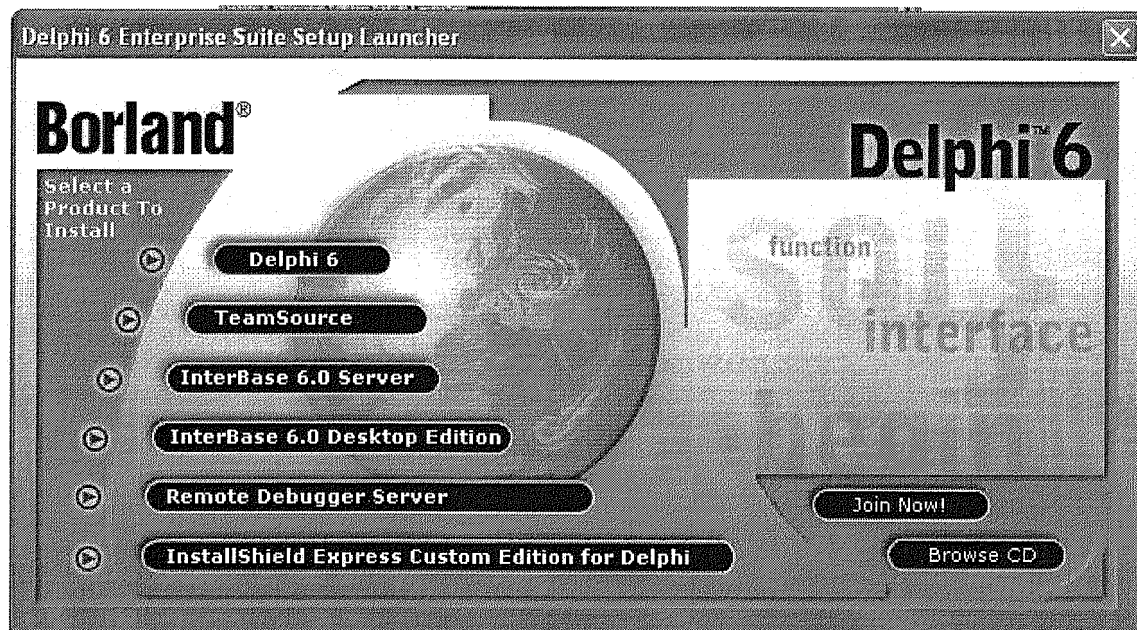 Delphi 6 Enterprise Suite Setup Launcher
Borland®
Delphi™ 6
Select a
Product To
Install
function
interface
Delphi 6
TeamSource
InterBase 6.0 Server
InterBase 6.0 Desktop Edition
Remote Debugger Server
InstallShield Express Custom Edition for Delphi
Join Now!
Browse CD